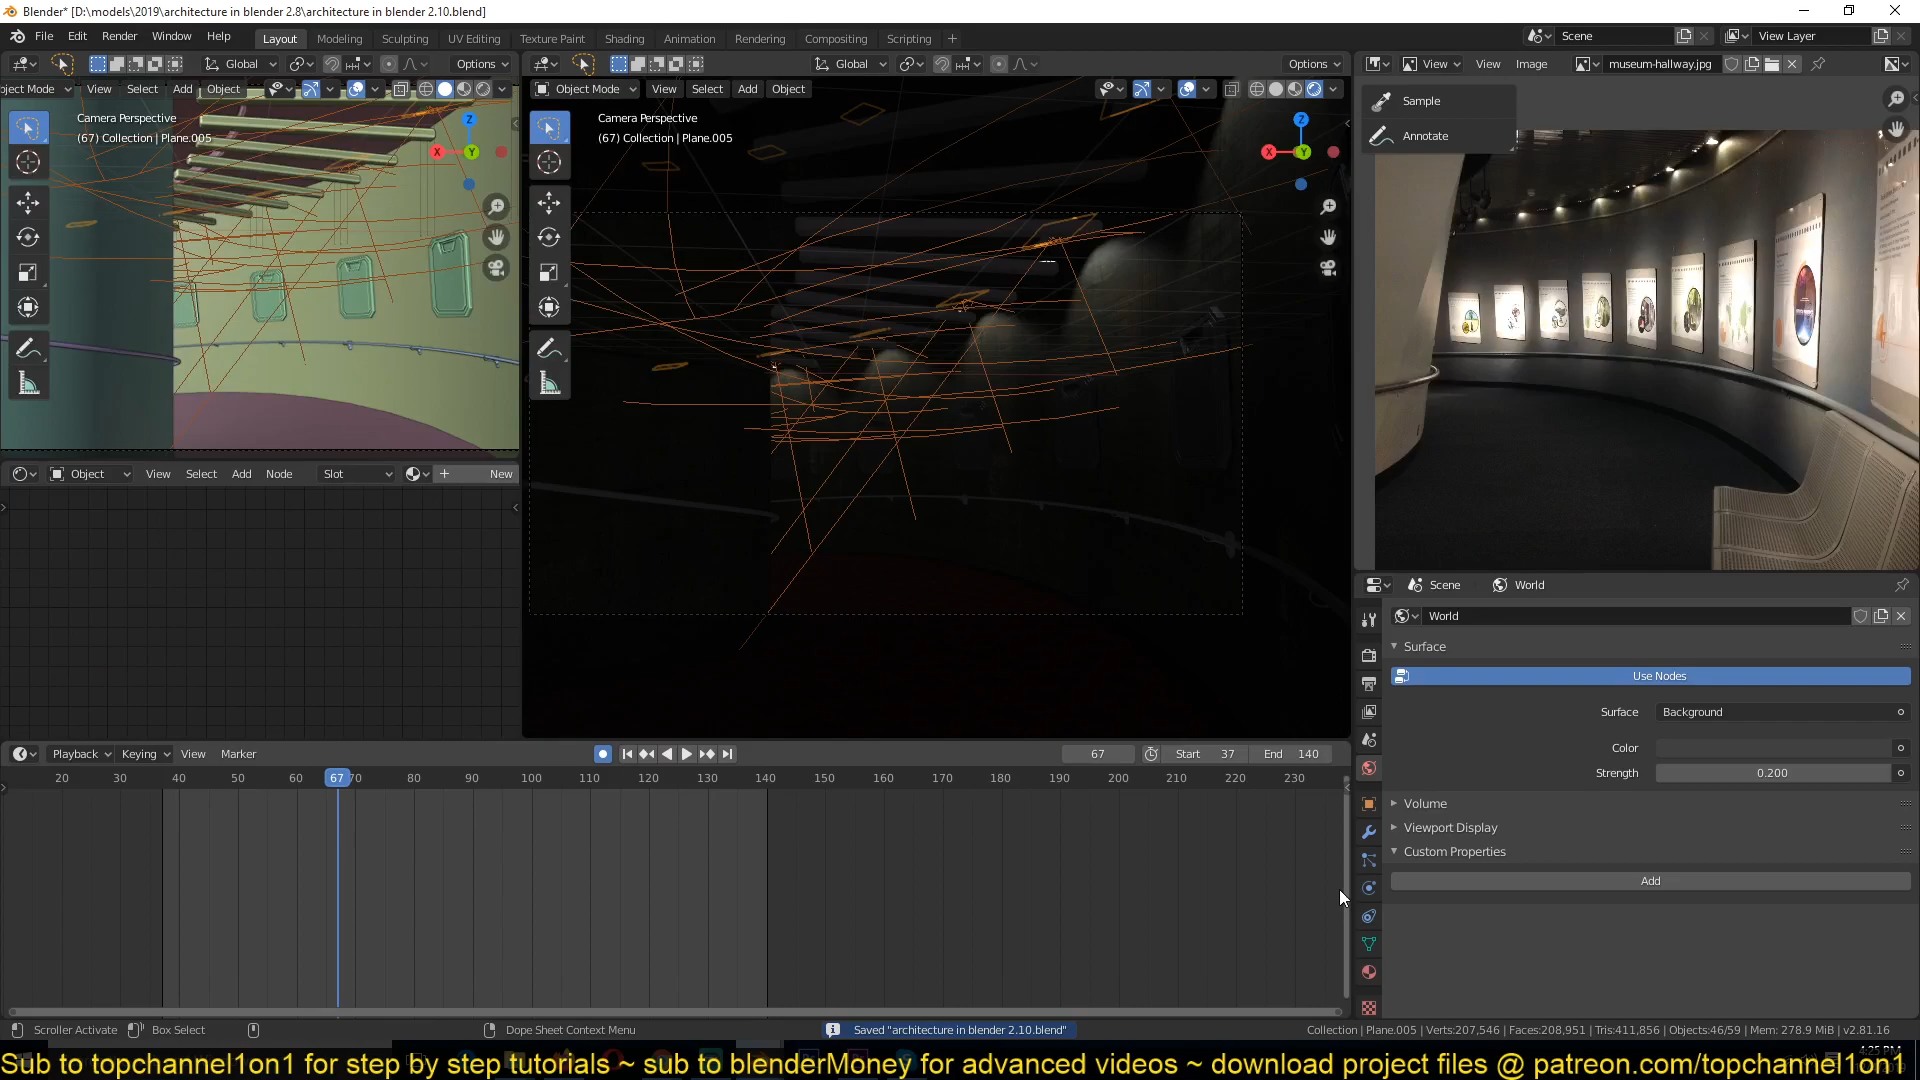 Blender* [D:\models\2019\architecture in blender 2.8\architecture in blender 2.10.blend]
File Edit Render Window Help Layout Modeling Sculpting UV Editing Texture Paint Shading Animation Rendering Compositing Scripting + Scene View Layer
Global Options Global Options View View Image museum-hallway.jpg
bject Mode View Select Add Object Object Mode View Select Add Object
Sample
Annotate
Camera Perspective
(67) Collection | Plane.005
Z X Y
Camera Perspective
(67) Collection | Plane.005
Z X Y
Object View Select Add Node Slot New
Scene World
World
Surface
Use Nodes
Surface Background
Color
Strength 0.200
Volume
Viewport Display
Custom Properties
Add
Playback Keying View Marker 67 Start 37 End 140
20 30 40 50 60 67 70 80 90 100 110 120 130 140 150 160 170 180 190 200 210 220 230
Scroller Activate Box Select Dope Sheet Context Menu Saved "architecture in blender 2.10.blend" Collection | Plane.005 | Verts:207,546 | Faces:208,951 | Tris:411,856 | Objects:46/59 | Mem: 278.9 MiB | v2.81.16
4:25 PM
Sub to topchannel1on1 for step by step tutorials ~ sub to blenderMoney for advanced videos ~ download project files @ patreon.com/topchannel1on1